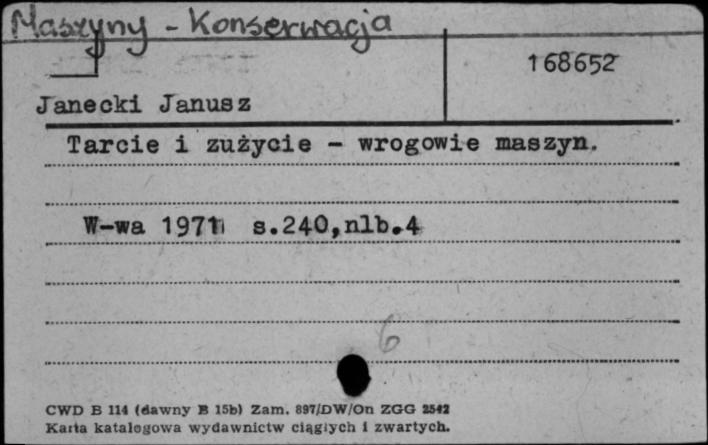 Maszyny - Konserwacja
168652
Janecki Janusz
Tarcie i zużycie - wrogowie maszyn.
W-wa 1971 s.240,nlb.4
6
CWD B 114 (dawny B 15b) Zam. 897/DW/On ZGG 2542
Karta katalogowa wydawnictw ciągłych i zwartych.